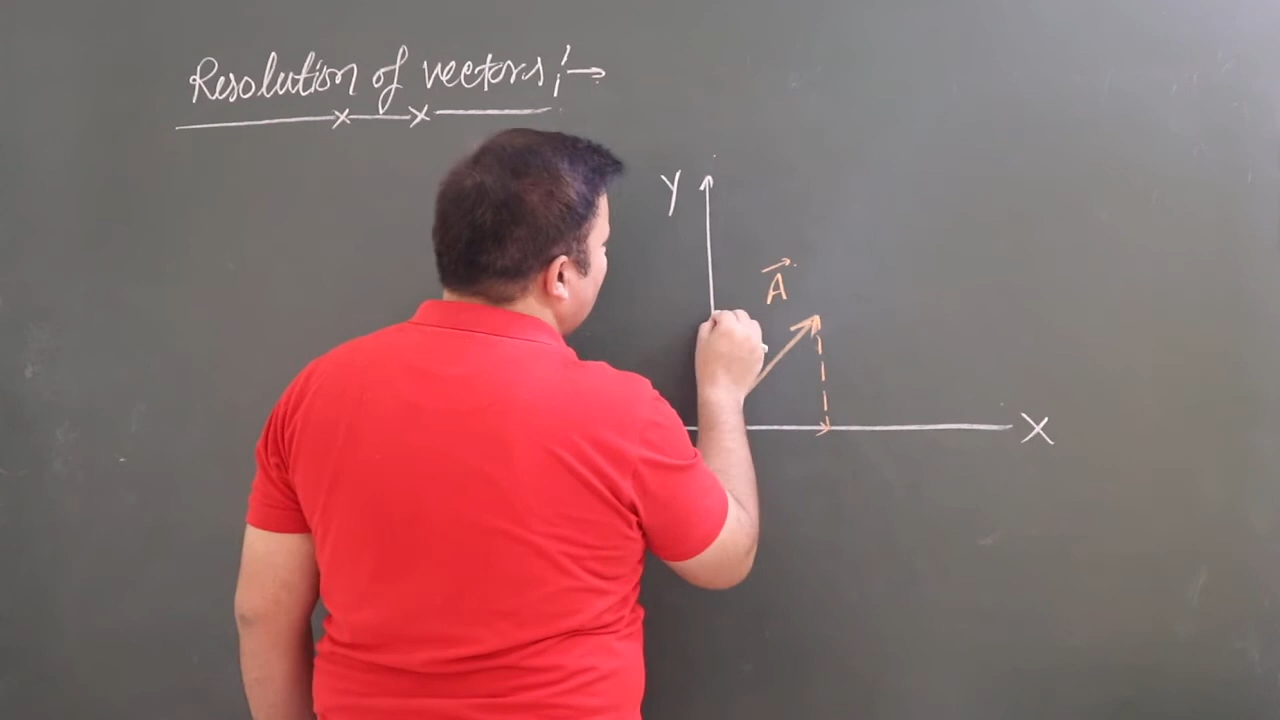 Resolution of vectors :→
Y
A⃗
X